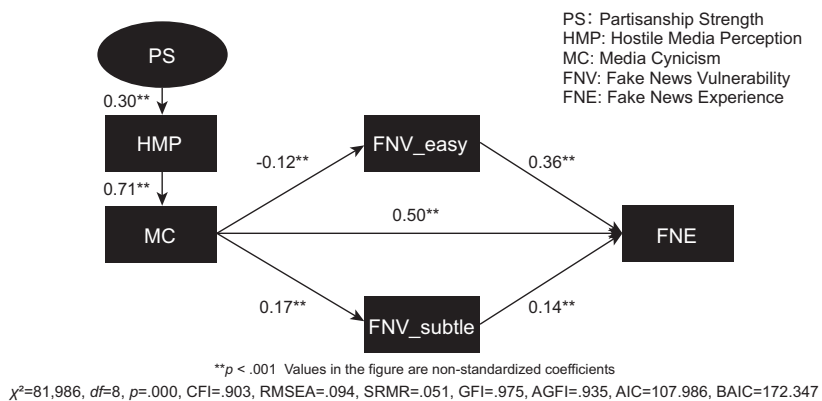 PS: Partisanship Strength
HMP: Hostile Media Perception
MC: Media Cynicism
FNV: Fake News Vulnerability
FNE: Fake News Experience
PS
0.30**
HMP
0.71**
MC
-0.12**
FNV_easy
0.36**
0.50**
FNE
0.17**
FNV_subtle
0.14**
**p < .001 Values in the figure are non-standardized coefficients
χ²=81,986, df=8, p=.000, CFI=.903, RMSEA=.094, SRMR=.051, GFI=.975, AGFI=.935, AIC=107.986, BAIC=172.347